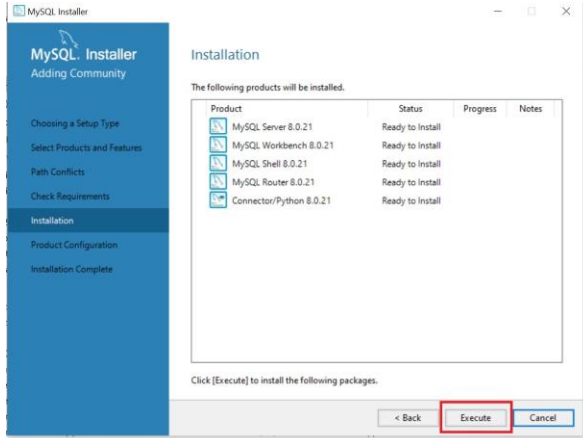 MySQL Installer
MySQL. Installer
Adding Community
Choosing a Setup Type
Select Products and Features
Path Conflicts
Check Requirements
Installation
Product Configuration
Installation Complete
Installation
The following products will be installed.
Product Status Progress Notes
MySQL Server 8.0.21 Ready to Install
MySQL Workbench 8.0.21 Ready to Install
MySQL Shell 8.0.21 Ready to Install
MySQL Router 8.0.21 Ready to Install
Connector/Python 8.0.21 Ready to Install
Click [Execute] to install the following packages.
< Back Execute Cancel